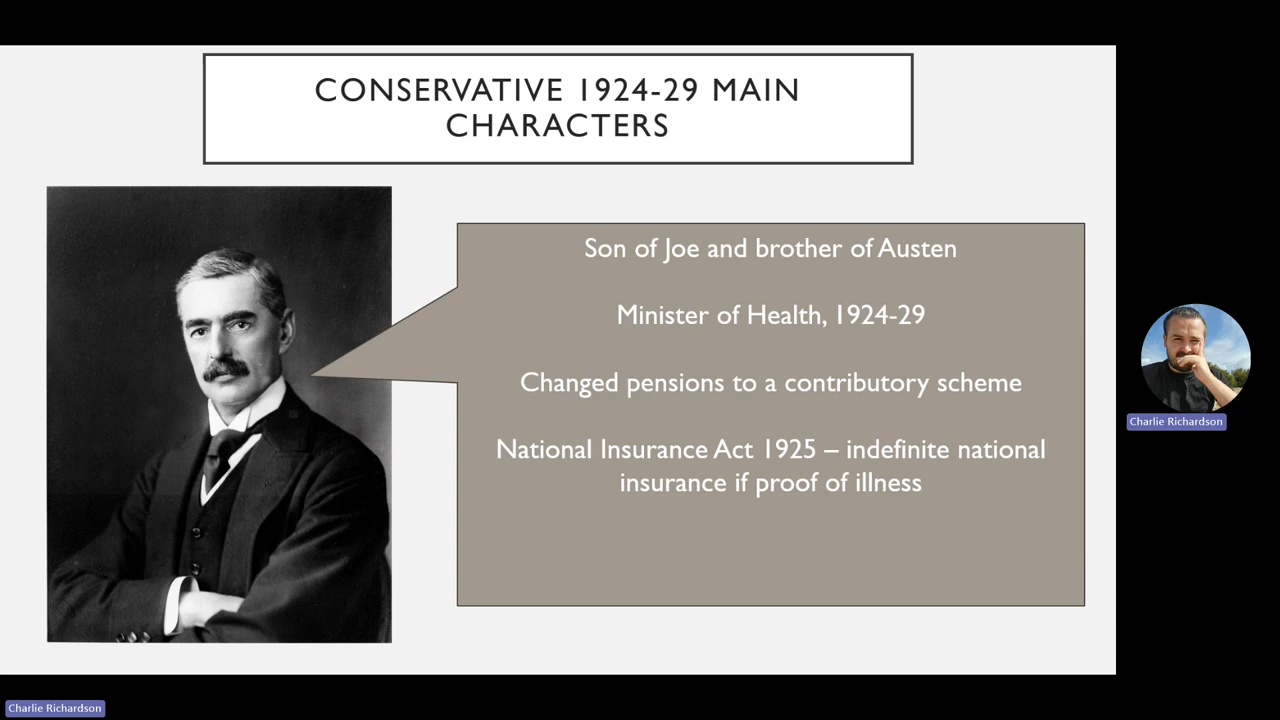 CONSERVATIVE 1924-29 MAIN
CHARACTERS
Son of Joe and brother of Austen
Minister of Health, 1924-29
Changed pensions to a contributory scheme
National Insurance Act 1925 – indefinite national
insurance if proof of illness
Charlie Richardson
Charlie Richardson